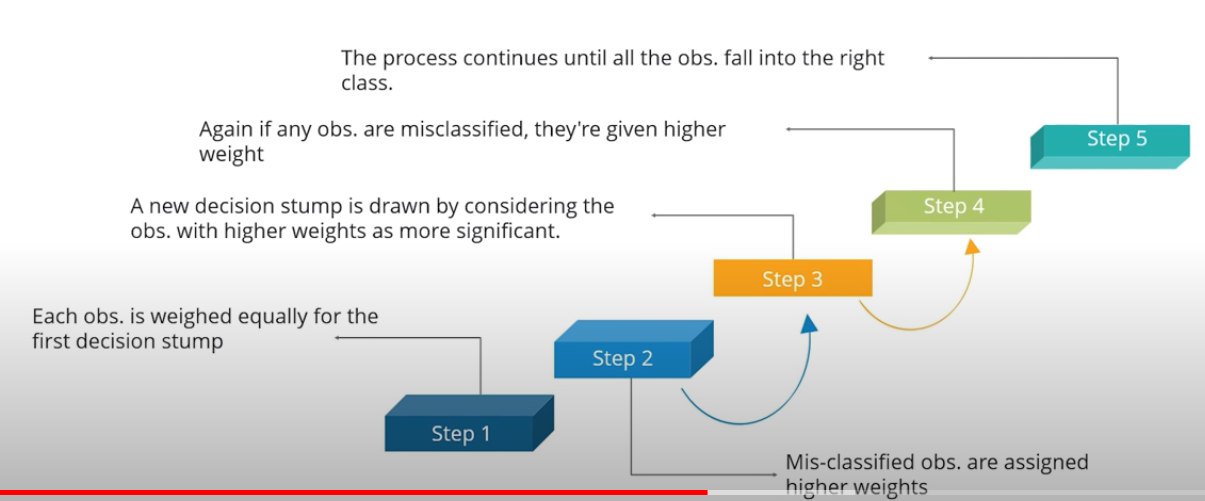 The process continues until all the obs. fall into the right
class.
Step 5
Again if any obs. are misclassified, they're given higher
weight
Step 4
A new decision stump is drawn by considering the
obs. with higher weights as more significant.
Step 3
Each obs. is weighed equally for the
first decision stump
Step 2
Step 1
Mis-classified obs. are assigned
higher weights